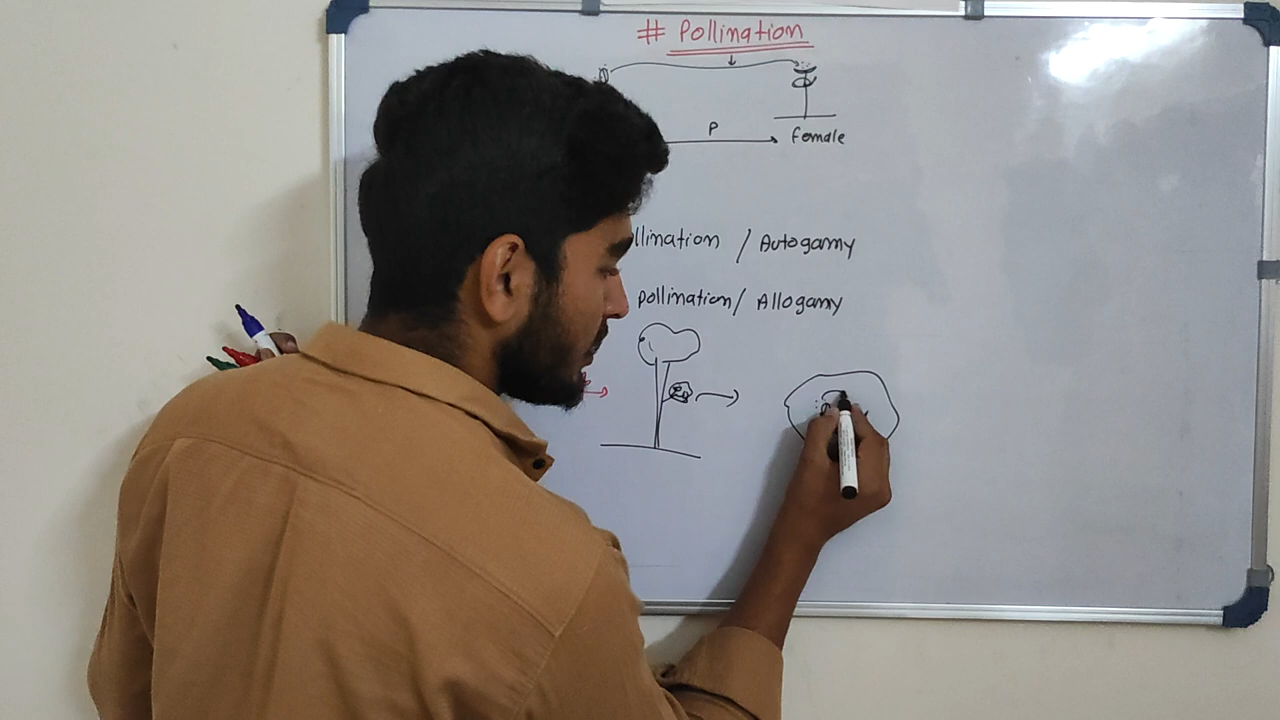 # Pollination
P
female
llination / Autogamy
pollination / Allogamy